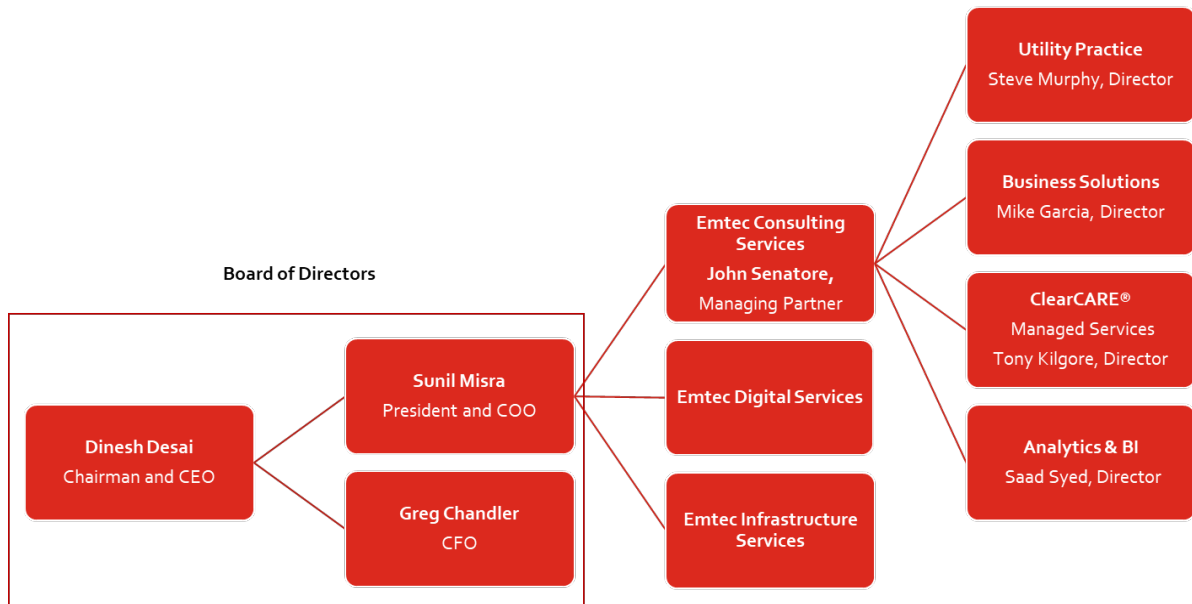 Board of Directors
Dinesh Desai
Chairman and CEO
Sunil Misra
President and COO
Greg Chandler
CFO
Emtec Consulting
Services
John Senatore,
Managing Partner
Emtec Digital Services
Emtec Infrastructure
Services
Utility Practice
Steve Murphy, Director
Business Solutions
Mike Garcia, Director
ClearCARE®
Managed Services
Tony Kilgore, Director
Analytics & BI
Saad Syed, Director